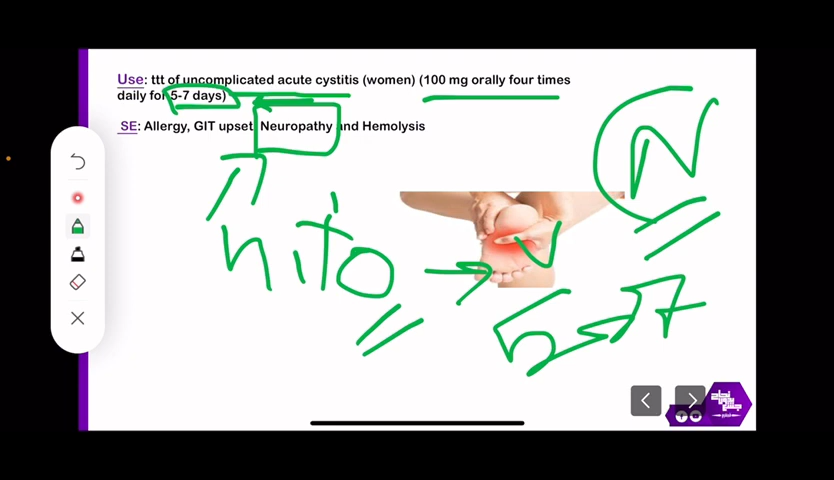 Use: ttt of uncomplicated acute cystitis (women) (100 mg orally four times
daily for 5-7 days)
SE: Allergy, GIT upset Neuropathy and Hemolysis
N
nito
5 7